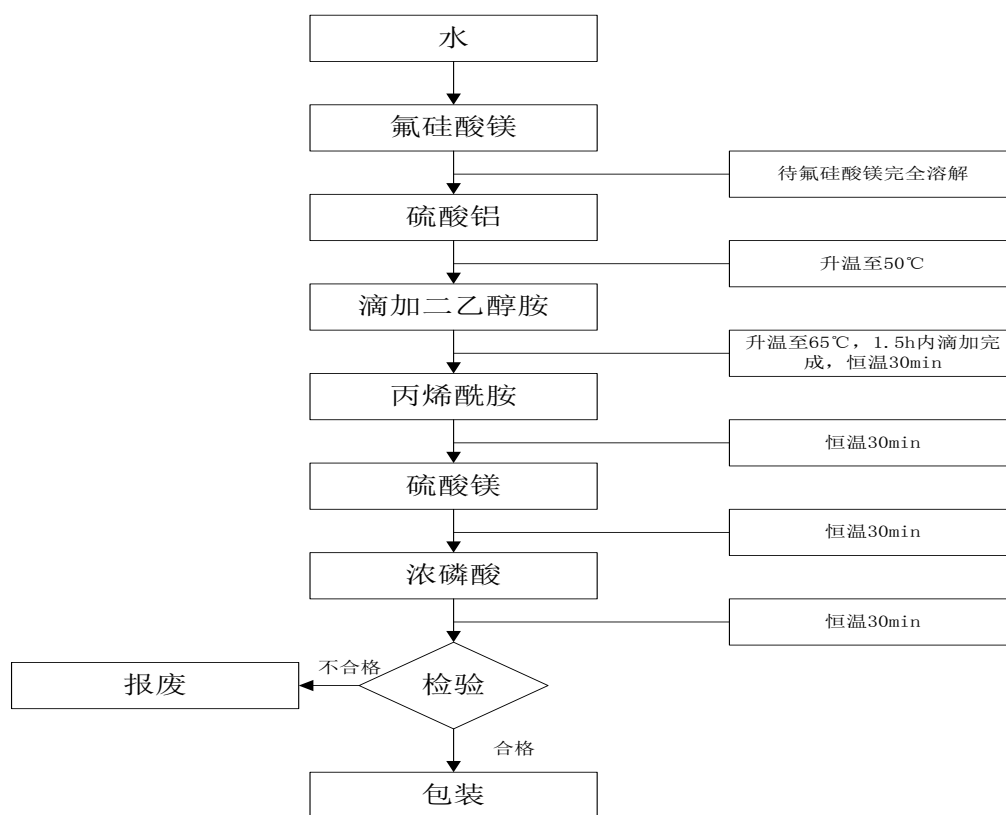 水
氟硅酸镁
待氟硅酸镁完全溶解
硫酸铝
升温至50℃
滴加二乙醇胺
升温至65℃，1.5h内滴加完
成，恒温30min
丙烯酰胺
恒温30min
硫酸镁
恒温30min
浓磷酸
恒温30min
检验
不合格
报废
合格
包装